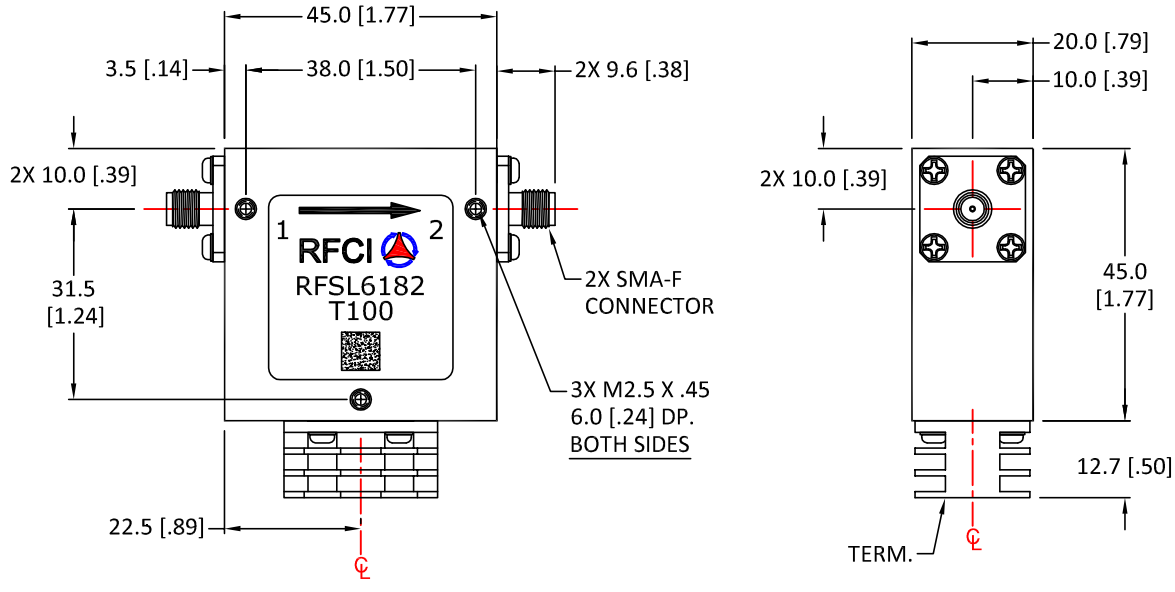 45.0 [1.77]
3.5 [.14]
38.0 [1.50]
2X 9.6 [.38]
2X 10.0 [.39]
1
2
RFCI
RFSL6182
T100
31.5
[1.24]
2X SMA-F
CONNECTOR
3X M2.5 X .45
6.0 [.24] DP.
BOTH SIDES
22.5 [.89]
CL
20.0 [.79]
10.0 [.39]
2X 10.0 [.39]
45.0
[1.77]
12.7 [.50]
TERM.
CL